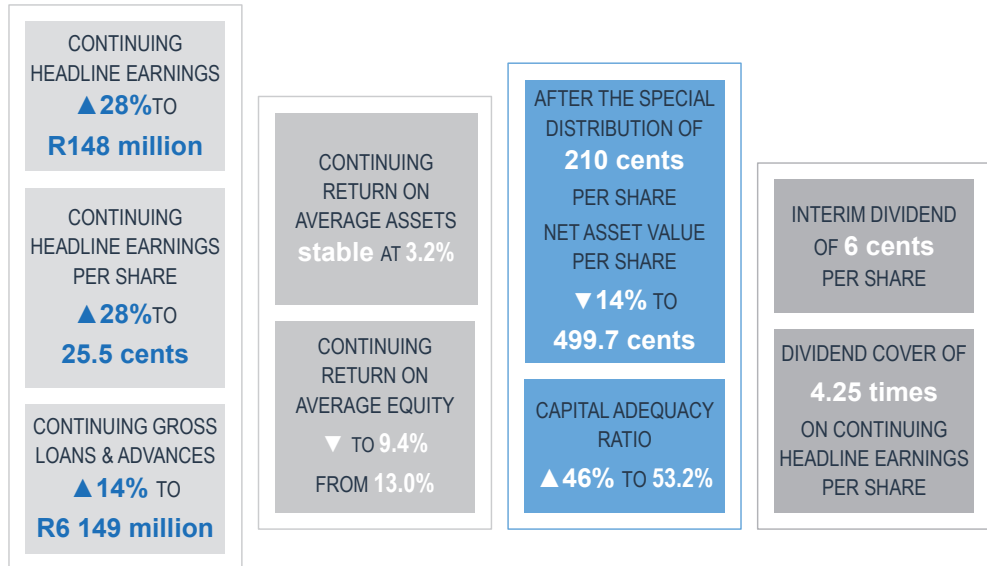 CONTINUING
HEADLINE EARNINGS
▲28%TO
R148 million
CONTINUING
HEADLINE EARNINGS
PER SHARE
▲28%TO
25.5 cents
CONTINUING GROSS
LOANS & ADVANCES
▲14% TO
R6 149 million
CONTINUING
RETURN ON
AVERAGE ASSETS
stable AT 3.2%
CONTINUING
RETURN ON
AVERAGE EQUITY
▼ TO 9.4%
FROM 13.0%
AFTER THE SPECIAL
DISTRIBUTION OF
210 cents
PER SHARE
NET ASSET VALUE
PER SHARE
▼14% TO
499.7 cents
CAPITAL ADEQUACY
RATIO
▲46% TO 53.2%
INTERIM DIVIDEND
OF 6 cents
PER SHARE
DIVIDEND COVER OF
4.25 times
ON CONTINUING
HEADLINE EARNINGS
PER SHARE